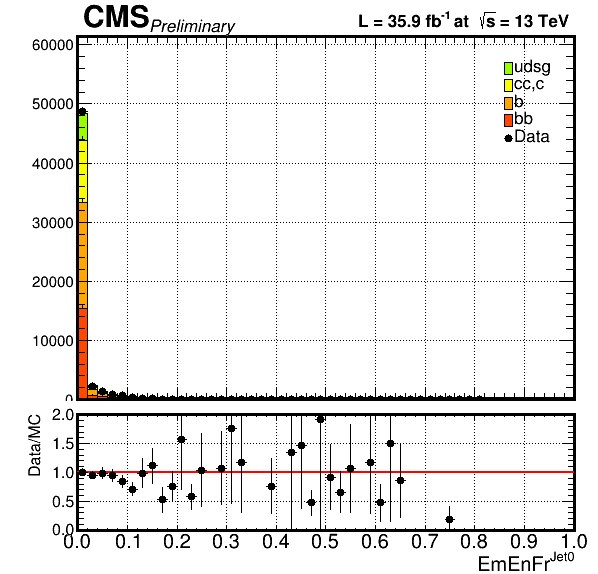 CMS Preliminary L = 35.9 fb⁻¹ at √s = 13 TeV
60000
udsg
cc,c
50000
b
bb
Data
40000
30000
20000
10000
0
2.0
Data/MC
1.5
1.0
0.5
0.0
0.0 0.1 0.2 0.3 0.4 0.5 0.6 0.7 0.8 0.9 1.0
EmEnFr^Jet0